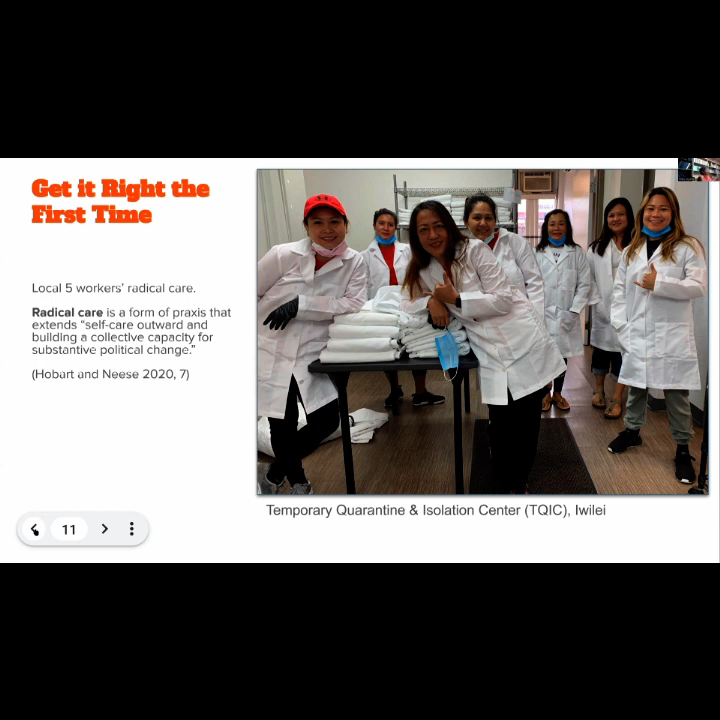 Get it Right the
First Time
Local 5 workers’ radical care.
Radical care is a form of praxis that
extends “self-care outward and
building a collective capacity for
substantive political change.”
(Hobart and Neese 2020, 7)
Temporary Quarantine & Isolation Center (TQIC), Iwilei
11